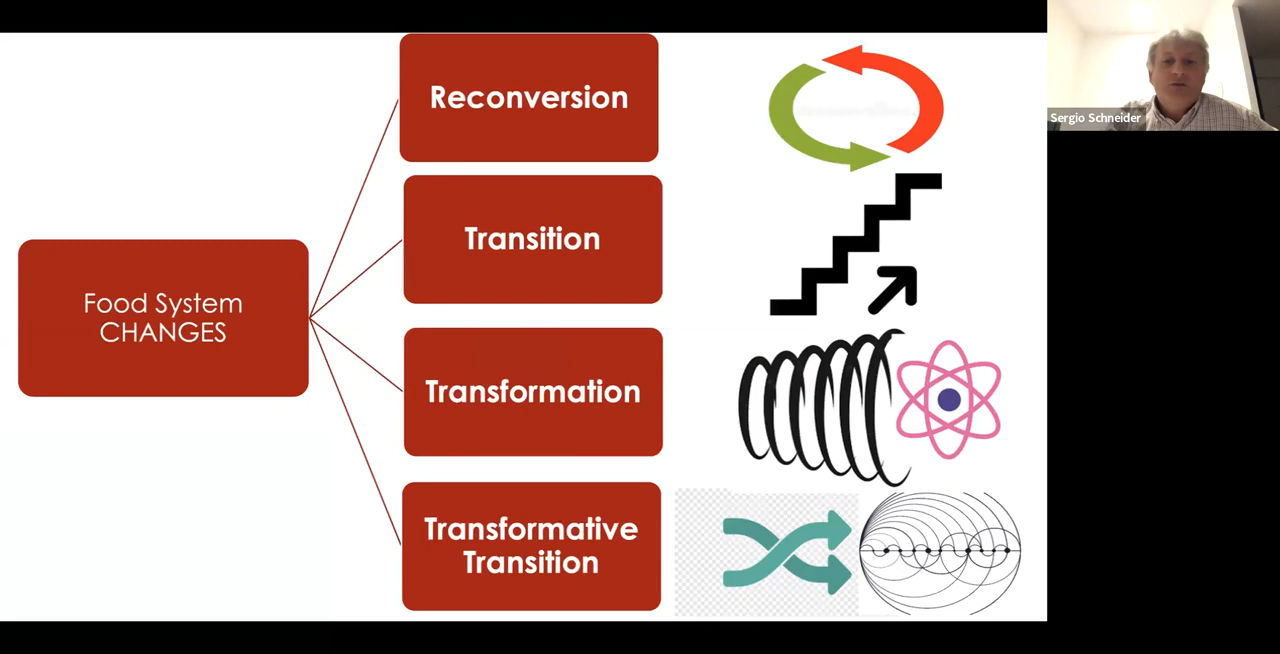 Food System
CHANGES
Reconversion
Transition
Transformation
Transformative
Transition
Sergio Schneider